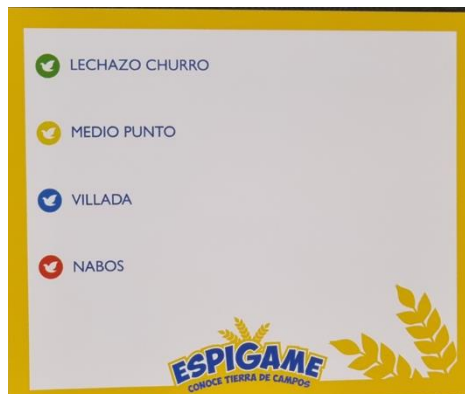 LECHAZO CHURRO
MEDIO PUNTO
VILLADA
NABOS
ESPIGAME
CONOCE TIERRA DE CAMPOS